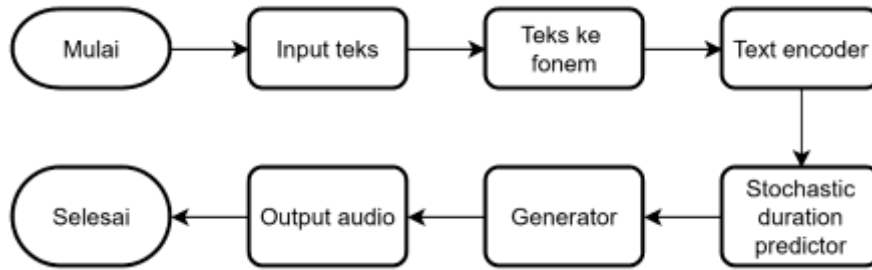 Mulai
Input teks
Teks ke
fonem
Text encoder
Stochastic
duration
predictor
Generator
Output audio
Selesai